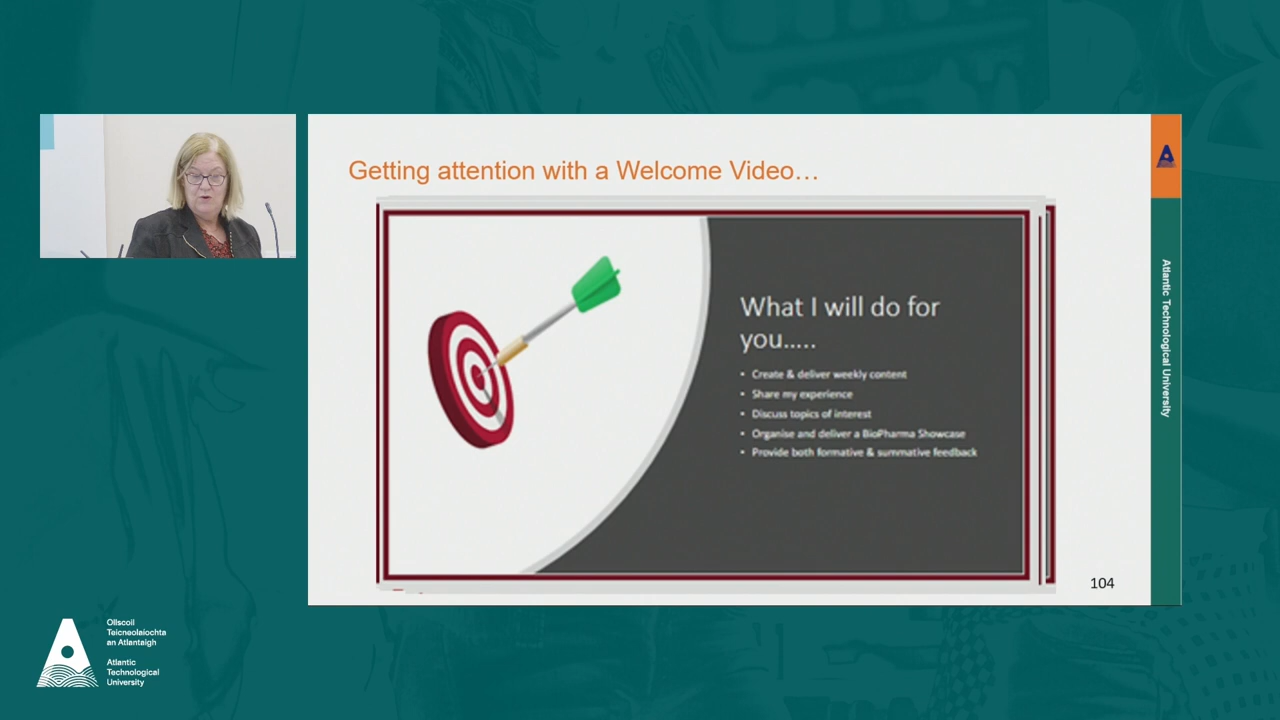 Getting attention with a Welcome Video…
What I will do for
you.....
• Create & deliver weekly content
• Share my experience
• Discuss topics of interest
• Organise and deliver a BioPharma Showcase
• Provide both formative & summative feedback
104
Atlantic Technological University
Ollscoil
Teicneolaíochta
an Atlantaigh
Atlantic
Technological
University